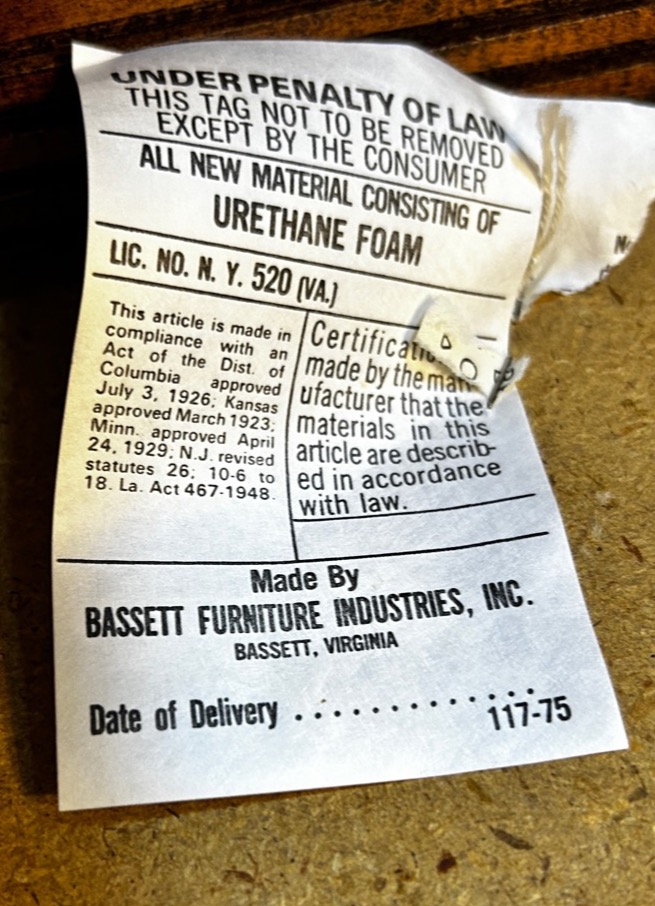 UNDER PENALTY OF LAW
THIS TAG NOT TO BE REMOVED
EXCEPT BY THE CONSUMER
ALL NEW MATERIAL CONSISTING OF
URETHANE FOAM
LIC. NO. N. Y. 520 (VA.)
This article is made in
compliance with an
Act of the Dist. of
Columbia approved
July 3, 1926; Kansas
approved March 1923;
Minn. approved April
24, 1929; N.J. revised
statutes 26; 10-6 to
18. La. Act 467-1948.
made by the man-
ufacturer that the
materials in this
article are describ-
ed in accordance
with law.
Made By
BASSETT FURNITURE INDUSTRIES, INC.
BASSETT, VIRGINIA
Date of Delivery . . . . . . . . . . . . .
117-75